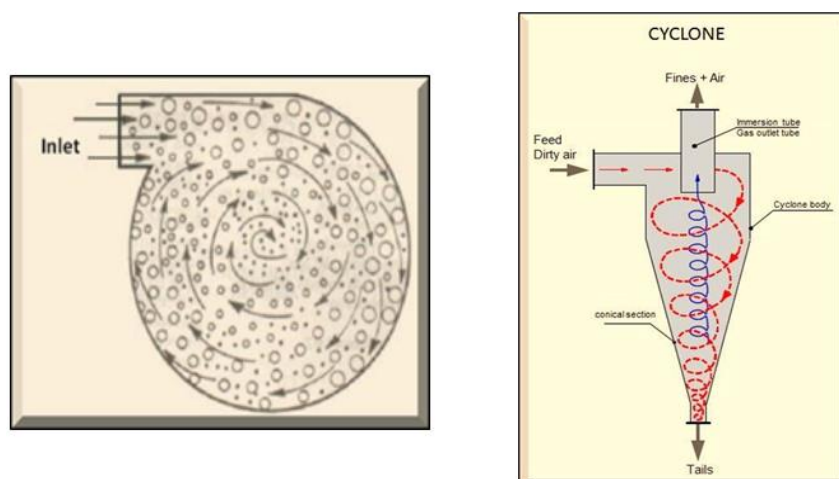 Inlet
CYCLONE
Fines + Air
Immersion tube
Gas outlet tube
Feed
Dirty air
Cyclone body
conical section
Tails